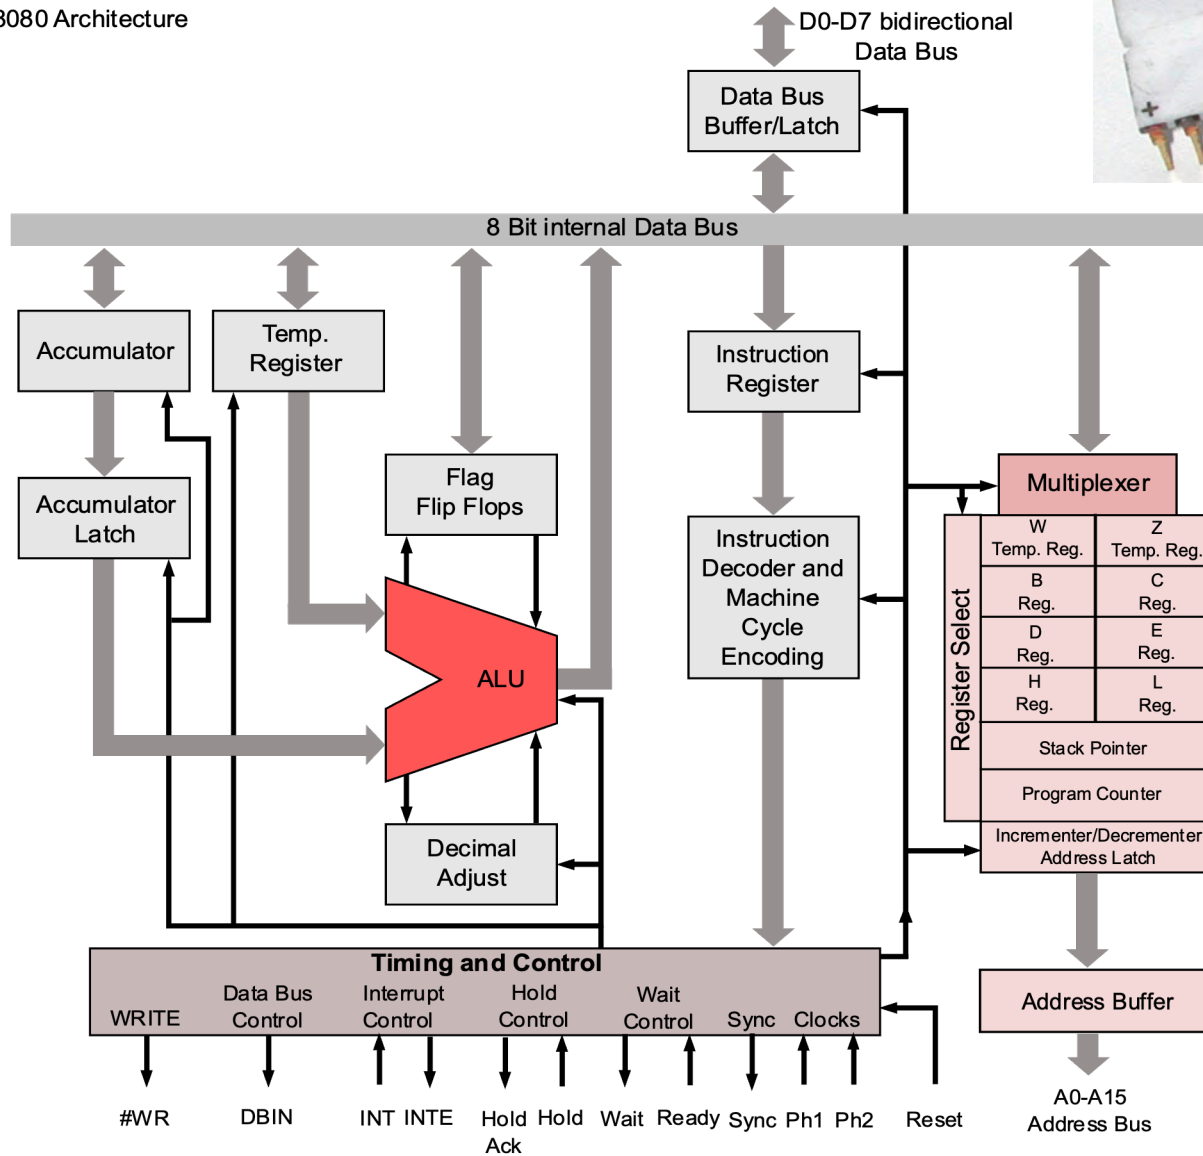 8080 Architecture
D0-D7 bidirectional
Data Bus
Data Bus
Buffer/Latch
+
8 Bit internal Data Bus
Accumulator
Temp.
Register
Instruction
Register
Flag
Flip Flops
Multiplexer
Accumulator
Latch
Instruction
Decoder and
Machine
Cycle
Encoding
Register Select
W
Temp. Reg.
Z
Temp. Reg.
B
Reg.
C
Reg.
D
Reg.
E
Reg.
H
Reg.
L
Reg.
Stack Pointer
Program Counter
Incrementer/Decrementer
Address Latch
ALU
Decimal
Adjust
Timing and Control
WRITE
Data Bus
Control
Interrupt
Control
Hold
Control
Wait
Control
Sync
Clocks
Address Buffer
#WR
DBIN
INT
INTE
Hold
Ack
Hold
Wait
Ready
Sync
Ph1
Ph2
Reset
A0-A15
Address Bus